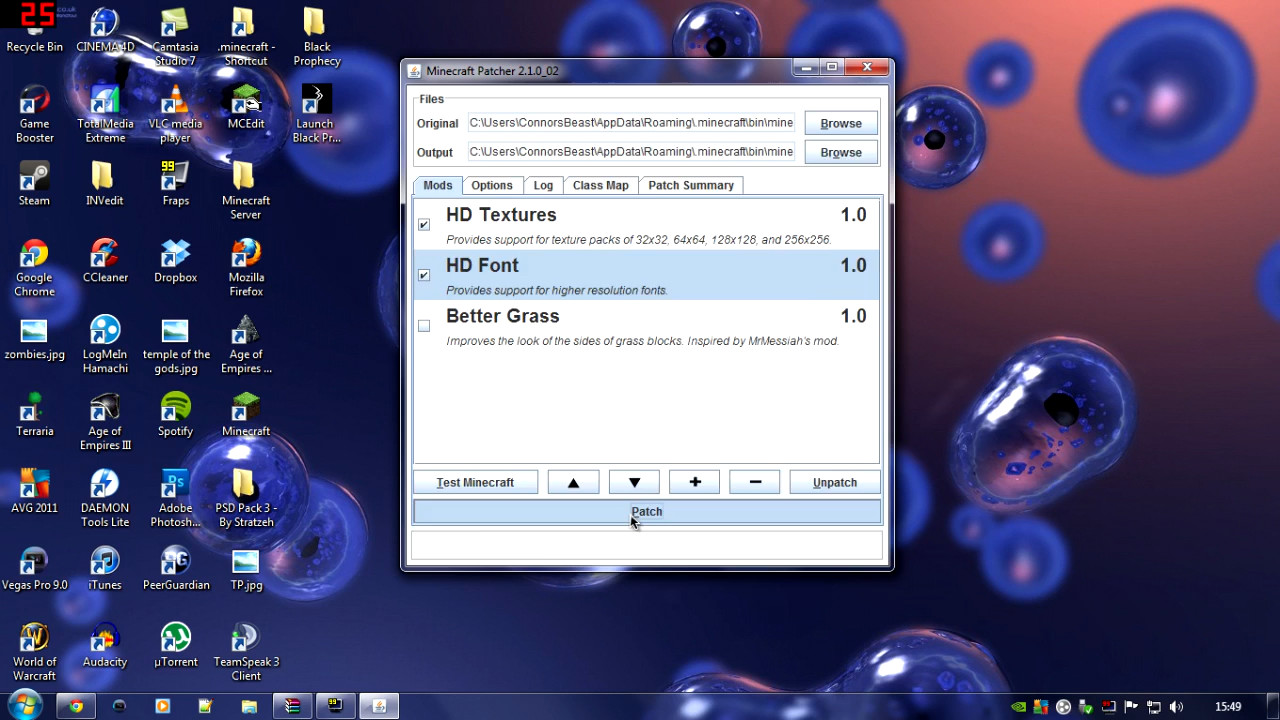 25
.co.uk
Recycle Bin
CINEMA 4D
Camtasia Studio 7
.minecraft - Shortcut
Black Prophecy
Game Booster
TotalMedia Extreme
VLC media player
MCEdit
Launch Black Pr...
Steam
INVedit
99
Fraps
Minecraft Server
Google Chrome
CCleaner
Dropbox
Mozilla Firefox
zombies.jpg
LogMeIn Hamachi
temple of the gods.jpg
Age of Empires ...
Terraria
Age of Empires III
Spotify
Minecraft
AVG 2011
DAEMON Tools Lite
Ps
Adobe Photosh...
PSD Pack 3 - By Stratzeh
Vegas Pro 9.0
iTunes
PeerGuardian
TP.jpg
World of Warcraft
Audacity
µTorrent
TeamSpeak 3 Client
Minecraft Patcher 2.1.0_02
Files
Original C:\Users\ConnorsBeast\AppData\Roaming\.minecraft\bin\mine Browse
Output C:\Users\ConnorsBeast\AppData\Roaming\.minecraft\bin\mine Browse
Mods Options Log Class Map Patch Summary
HD Textures 1.0
Provides support for texture packs of 32x32, 64x64, 128x128, and 256x256.
HD Font 1.0
Provides support for higher resolution fonts.
Better Grass 1.0
Improves the look of the sides of grass blocks. Inspired by MrMessiah's mod.
Test Minecraft ▲ ▼ + − Unpatch
Patch
99
15:49